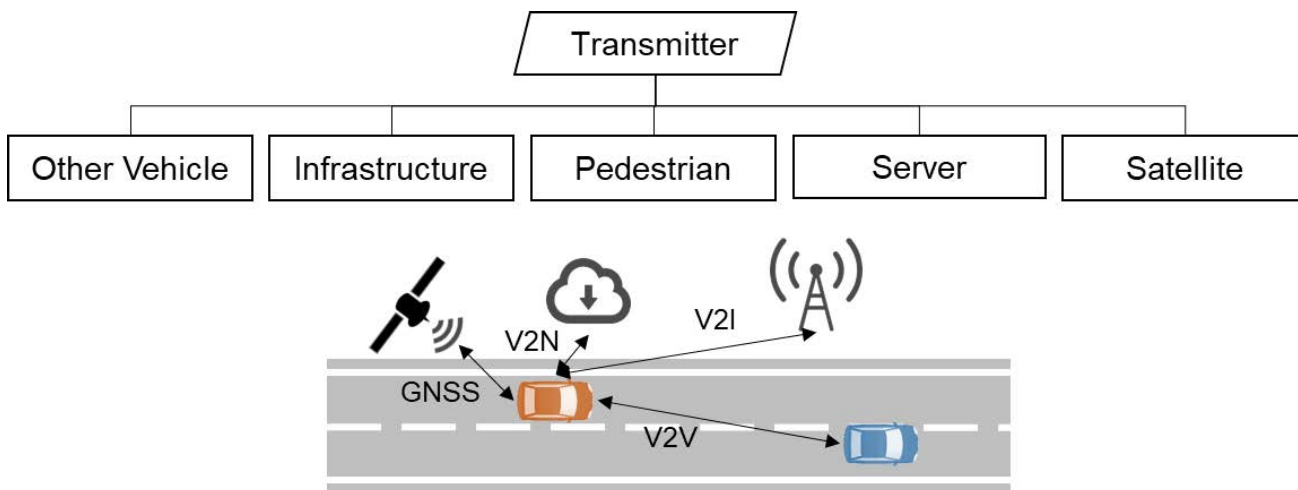 Transmitter
Other Vehicle
Infrastructure
Pedestrian
Server
Satellite
V2N
V2I
GNSS
V2V